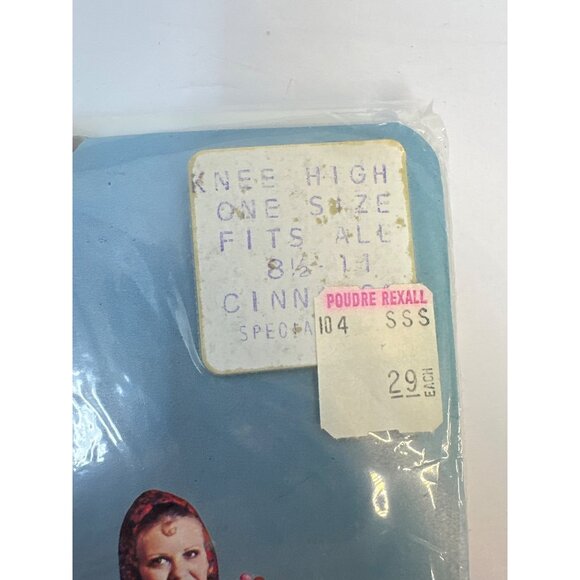 KNEE HIGH
ONE SIZE
FITS ALL
8½ 11
POUDRE REXALL
104 SSS
29 EACH